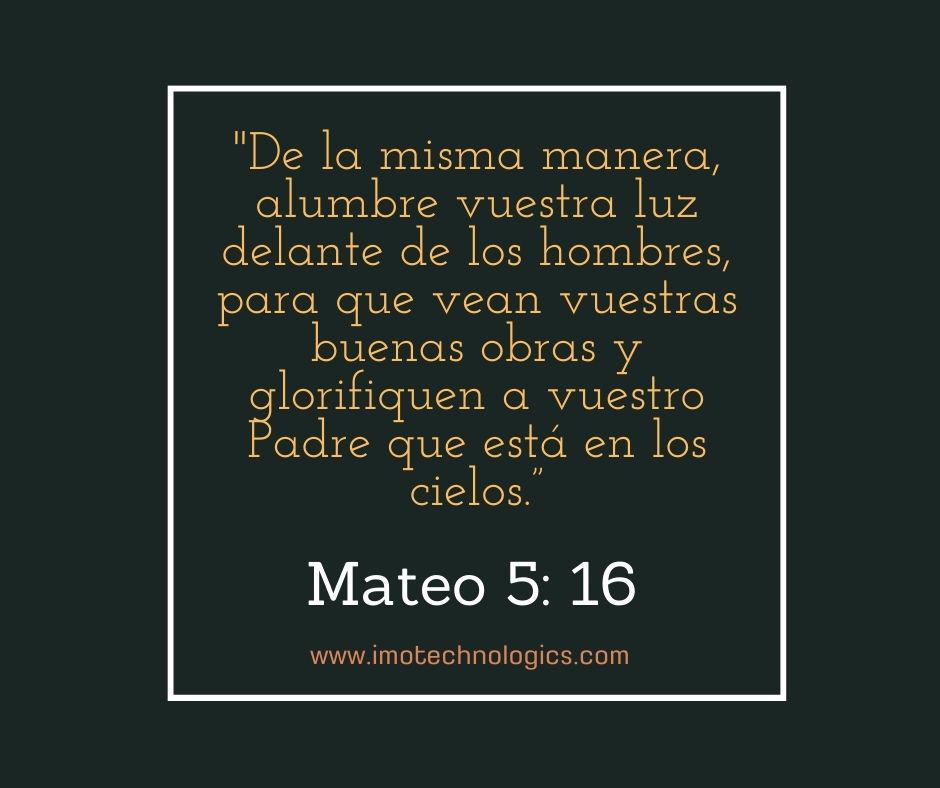 "De la misma manera,
alumbre vuestra luz
delante de los hombres,
para que vean vuestras
buenas obras y
glorifiquen a vuestro
Padre que está en los
cielos.”
Mateo 5: 16
www.imotechnologics.com